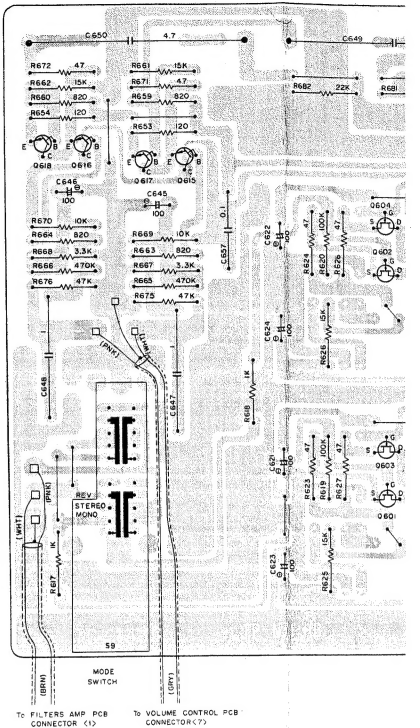 C650 4.7
C649
R672 47
R661 15K
R662 15K
R671 47
R660 820
R659 820
R682 22K
R681
R654 120
R653 120
E B C
Q618
E B C
Q616
E B C
Q617
E B C
Q615
C646
100
C645
100
0.1
C657
R670 10K
R664 820
R668 3.3K
R666 470K
R676 47K
R669 10K
R663 820
R667 3.3K
R665 470K
R675 47K
C622
100
47
R624
100K
R620
47
R626
Q604
S G D
Q602
S G D
C624
100
15K
R626
1
C648
(PNK)
(WHT)
1
C647
1K
R618
C621
100
47
R623
100K
R619
47
R627
G
S D
Q603
G
S D
Q601
C623
100
15K
R625
(PNK)
(WHT)
1K
R617
REV
STEREO
MONO
S9
(BRN)
(GRY)
MODE
SWITCH
To FILTERS AMP PCB
CONNECTOR (1)
To VOLUME CONTROL PCB
CONNECTOR (7)